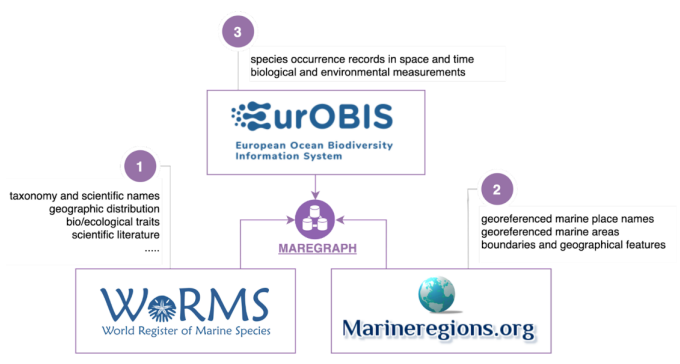 3
species occurrence records in space and time
biological and environmental measurements
EurOBIS
European Ocean Biodiversity
Information System
1
taxonomy and scientific names
geographic distribution
bio/ecological traits
scientific literature
.....
2
georeferenced marine place names
georeferenced marine areas
boundaries and geographical features
MAREGRAPH
WoRMS
World Register of Marine Species
Marineregions.org